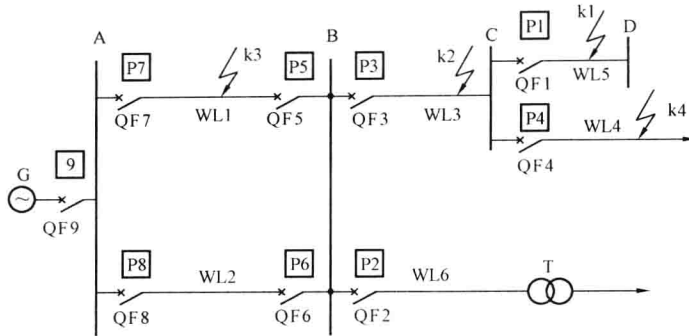 A
B
C
D
P1
k1
P7
k3
P5
P3
k2
QF1
WL5
QF7
WL1
QF5
QF3
WL3
P4
WL4
k4
QF4
9
G
~
QF9
P8
WL2
P6
P2
WL6
T
QF8
QF6
QF2